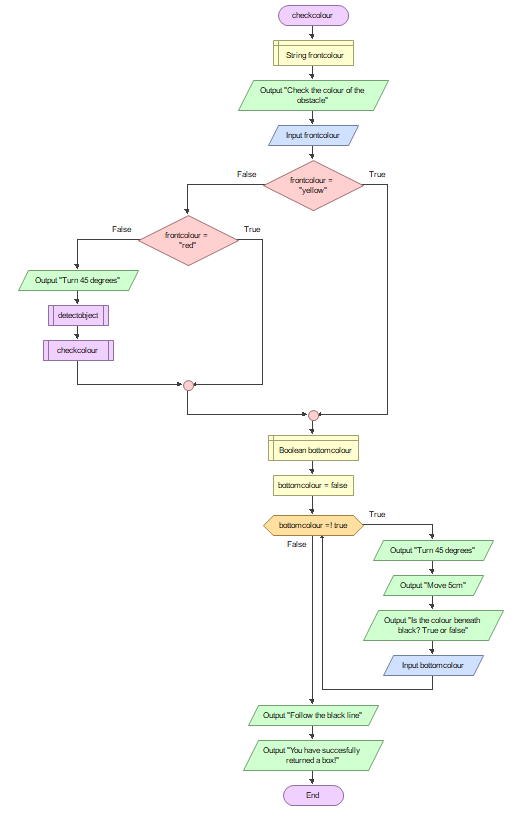 checkcolour
String frontcolour
Output "Check the colour of the
obstacle"
Input frontcolour
False
True
frontcolour =
"yellow"
False
True
frontcolour =
"red"
Output "Turn 45 degrees"
detectobject
checkcolour
Boolean bottomcolour
bottomcolour = false
True
bottomcolour =! true
False
Output "Turn 45 degrees"
Output "Move 5cm"
Output "Is the colour beneath
black? True or false"
Input bottomcolour
Output "Follow the black line"
Output "You have succesfully
returned a box!"
End